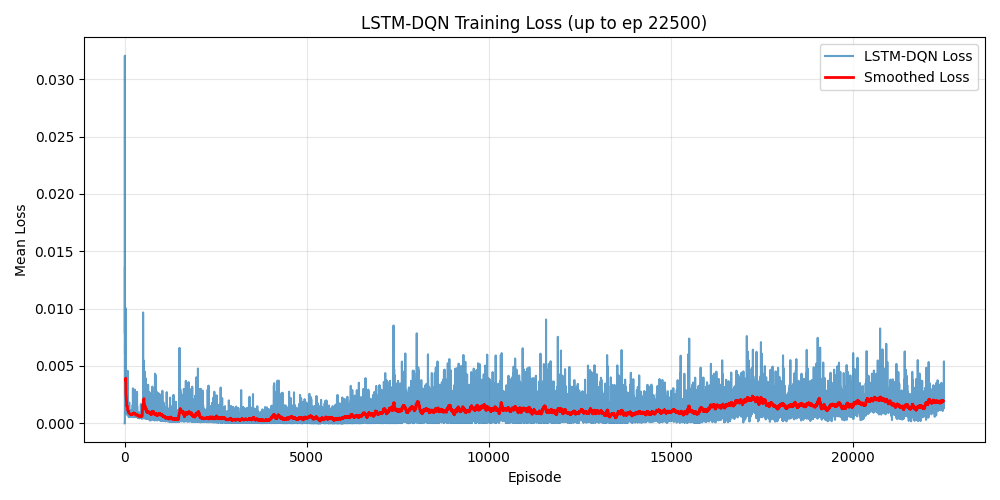 LSTM-DQN Training Loss (up to ep 22500)
LSTM-DQN Loss
Smoothed Loss
Mean Loss
0.030
0.025
0.020
0.015
0.010
0.005
0.000
0
5000
10000
15000
20000
Episode